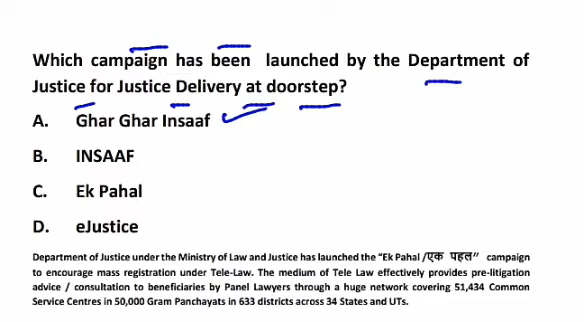 Which campaign has been launched by the Department of
Justice for Justice Delivery at doorstep?
A. Ghar Ghar Insaaf
B. INSAAF
C. Ek Pahal
D. eJustice
Department of Justice under the Ministry of Law and Justice has launched the "Ek Pahal /एक पहल" campaign
to encourage mass registration under Tele-Law. The medium of Tele Law effectively provides pre-litigation
advice / consultation to beneficiaries by Panel Lawyers through a huge network covering 51,434 Common
Service Centres in 50,000 Gram Panchayats in 633 districts across 34 States and UTs.